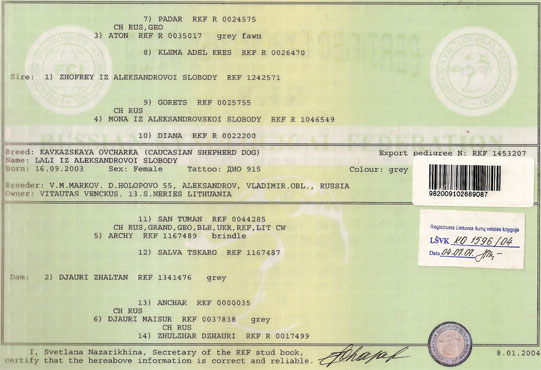 7) PADAR RKF R 0024575
CH RUS,GEO
3) ATON RKF R 0035017 grey fawn
8) KLEMA ADEL KRES RKF R 0026470
Sire: 1) ZHOFREY IZ ALEKSANDROVOI SLOBODY RKF 1242571
9) GORETS RKF 0025755
CH RUS
4) MONA IZ ALEKSANDROVSKOI SLOBODY R 1046549
10) DIANA RKF R 0022200
Breed: KAVKAZSKAYA OVCHARKA (CAUCASIAN SHEPHERD DOG) Export pedigree N: RKF 1453207
Name: LALI IZ ALEKSANDROVOI SLOBODY
Born: 16.09.2003 Sex: Female Tattoo: ДИО 915 Colour: grey
Breeder: V.M.MARKOV. D.HOLOPOVO 55, ALEKSANDROV, VLADIMIR.OBL., RUSSIA
Owner: VITAUTAS VENCKUS. 13.S.NERIES LITHUANIA
982009102689087
11) SAN TUMAN RKF 0044285
CH RUS,GRAND,GEO,BLR,UKR,RKF,LIT CW
5) ARCHY RKF 1167489 brindle
12) SALVA TSKARO RKF 1167487
Registruotas Lietuvos šunų veislės knygoje
LŠVK KO 1596/04
Data 04.07.07
Dam: 2) DJAURI ZHALTAN RKF 1341476 grey
13) ANCHAR RKF 0000035
CH RUS
6) DJAURI MAISUR RKF 0037838 grey
CH RUS
14) ZHULZHAR DZHAURI RKF R 0017499
I, Svetlana Nazarikhina, Secretary of the RKF stud book,
certify that the hereabove information is correct and reliable.
8.01.2004